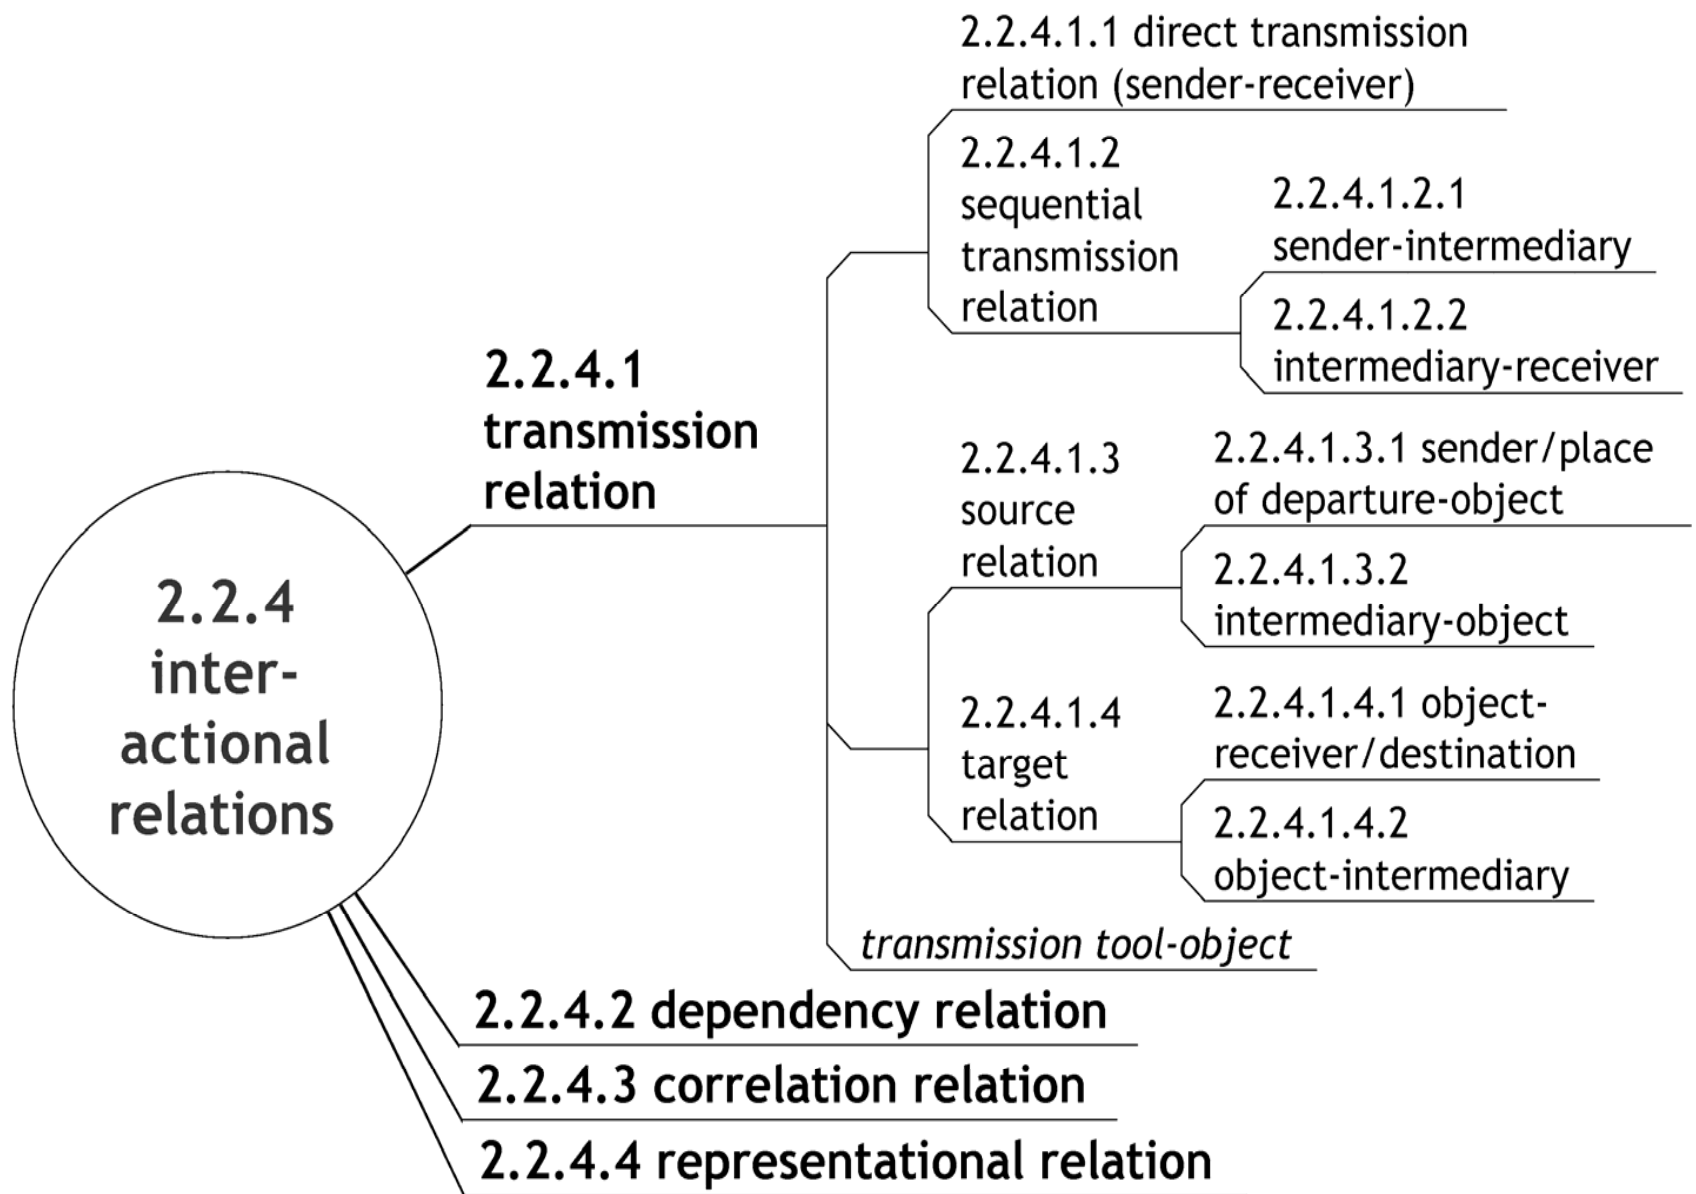 2.2.4
inter-
actional
relations
2.2.4.1
transmission
relation
2.2.4.1.1 direct transmission
relation (sender-receiver)
2.2.4.1.2
sequential
transmission
relation
2.2.4.1.2.1
sender-intermediary
2.2.4.1.2.2
intermediary-receiver
2.2.4.1.3
source
relation
2.2.4.1.3.1 sender/place
of departure-object
2.2.4.1.3.2
intermediary-object
2.2.4.1.4
target
relation
2.2.4.1.4.1 object-
receiver/destination
2.2.4.1.4.2
object-intermediary
transmission tool-object
2.2.4.2 dependency relation
2.2.4.3 correlation relation
2.2.4.4 representational relation